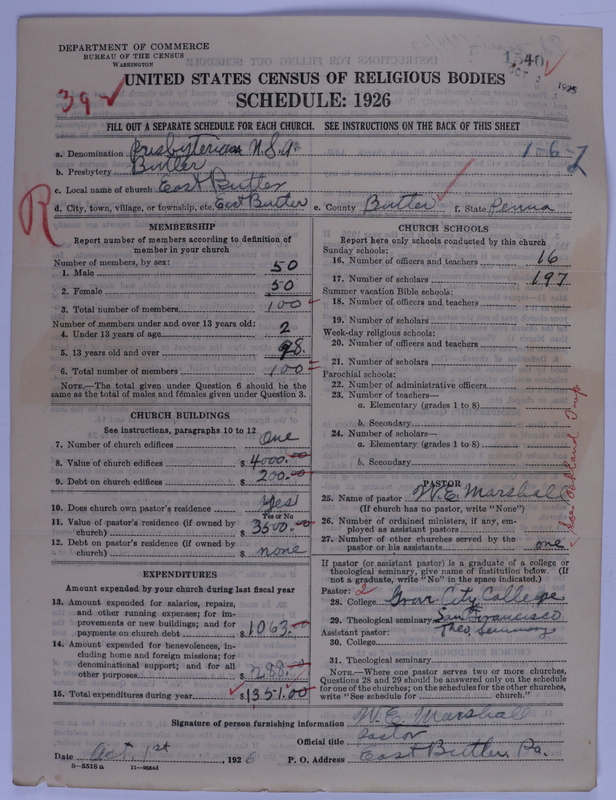 DEPARTMENT OF COMMERCE
BUREAU OF THE CENSUS
WASHINGTON
1540
OCT 2 1926
UNITED STATES CENSUS OF RELIGIOUS BODIES
39
SCHEDULE: 1926
FILL OUT A SEPARATE SCHEDULE FOR EACH CHURCH. SEE INSTRUCTIONS ON THE BACK OF THIS SHEET
a. Denomination Presbyterian U.S.A. 1-6-7
b. Presbytery Butler
c. Local name of church East Butler
R
d. City, town, village, or township, etc. East Butler e. County Butler f. State Penna
MEMBERSHIP
Report number of members according to definition of
member in your church
Number of members, by sex:
1. Male 50
2. Female 50
3. Total number of members 100
Number of members under and over 13 years old:
4. Under 13 years of age 2
5. 13 years old and over 98.
6. Total number of members 100
NOTE.—The total given under Question 6 should be the
same as the total of males and females given under Question 3.
CHURCH BUILDINGS
See instructions, paragraphs 10 to 12
7. Number of church edifices One
8. Value of church edifices $ 4000.00
9. Debt on church edifices $ 200.00
10. Does church own pastor's residence? Yes
Yes or No
11. Value of pastor's residence (if owned by
church) $ 3500.00
12. Debt on pastor's residence (if owned by
church) $ none
EXPENDITURES
Amount expended by your church during last fiscal year
13. Amount expended for salaries, repairs,
and other running expenses; for im-
provements or new buildings; and for
payments on church debt $ 1063.00
14. Amount expended for benevolences, in-
cluding home and foreign missions; for
denominational support; and for all
other purposes $ 288.00
15. Total expenditures during year $ 1351.00
CHURCH SCHOOLS
Report here only schools conducted by this church
Sunday schools:
16. Number of officers and teachers 16
17. Number of scholars 197
Summer vacation Bible schools:
18. Number of officers and teachers
19. Number of scholars
Week-day religious schools:
20. Number of officers and teachers
21. Number of scholars
Parochial schools:
22. Number of administrative officers
23. Number of teachers—
a. Elementary (grades 1 to 8)
b. Secondary
24. Number of scholars—
a. Elementary (grades 1 to 8)
b. Secondary
PASTOR
25. Name of pastor W. E. Marshall
(If church has no pastor, write "None")
26. Number of ordained ministers, if any, em-
ployed as assistant pastors
27. Number of other churches served by the
pastor or his assistants one
See Oakland Twp
If pastor (or assistant pastor) is a graduate of a college or
theological seminary, give name of institution below. (If
not a graduate, write "No" in the space indicated.)
Pastor: 2
28. College Grove City College
29. Theological seminary San Francisco
Theo. Seminary
Assistant pastor:
30. College
31. Theological seminary
NOTE.—Where one pastor serves two or more churches,
Questions 28 and 29 should be answered only on the schedule
for one of the churches; on the schedules for the other churches,
write "See schedule for church."
Signature of person furnishing information W. E. Marshall
Official title Pastor
Date Oct. 1st, 1926 P. O. Address East Butler, Pa.
8—5518 a 11—9054d